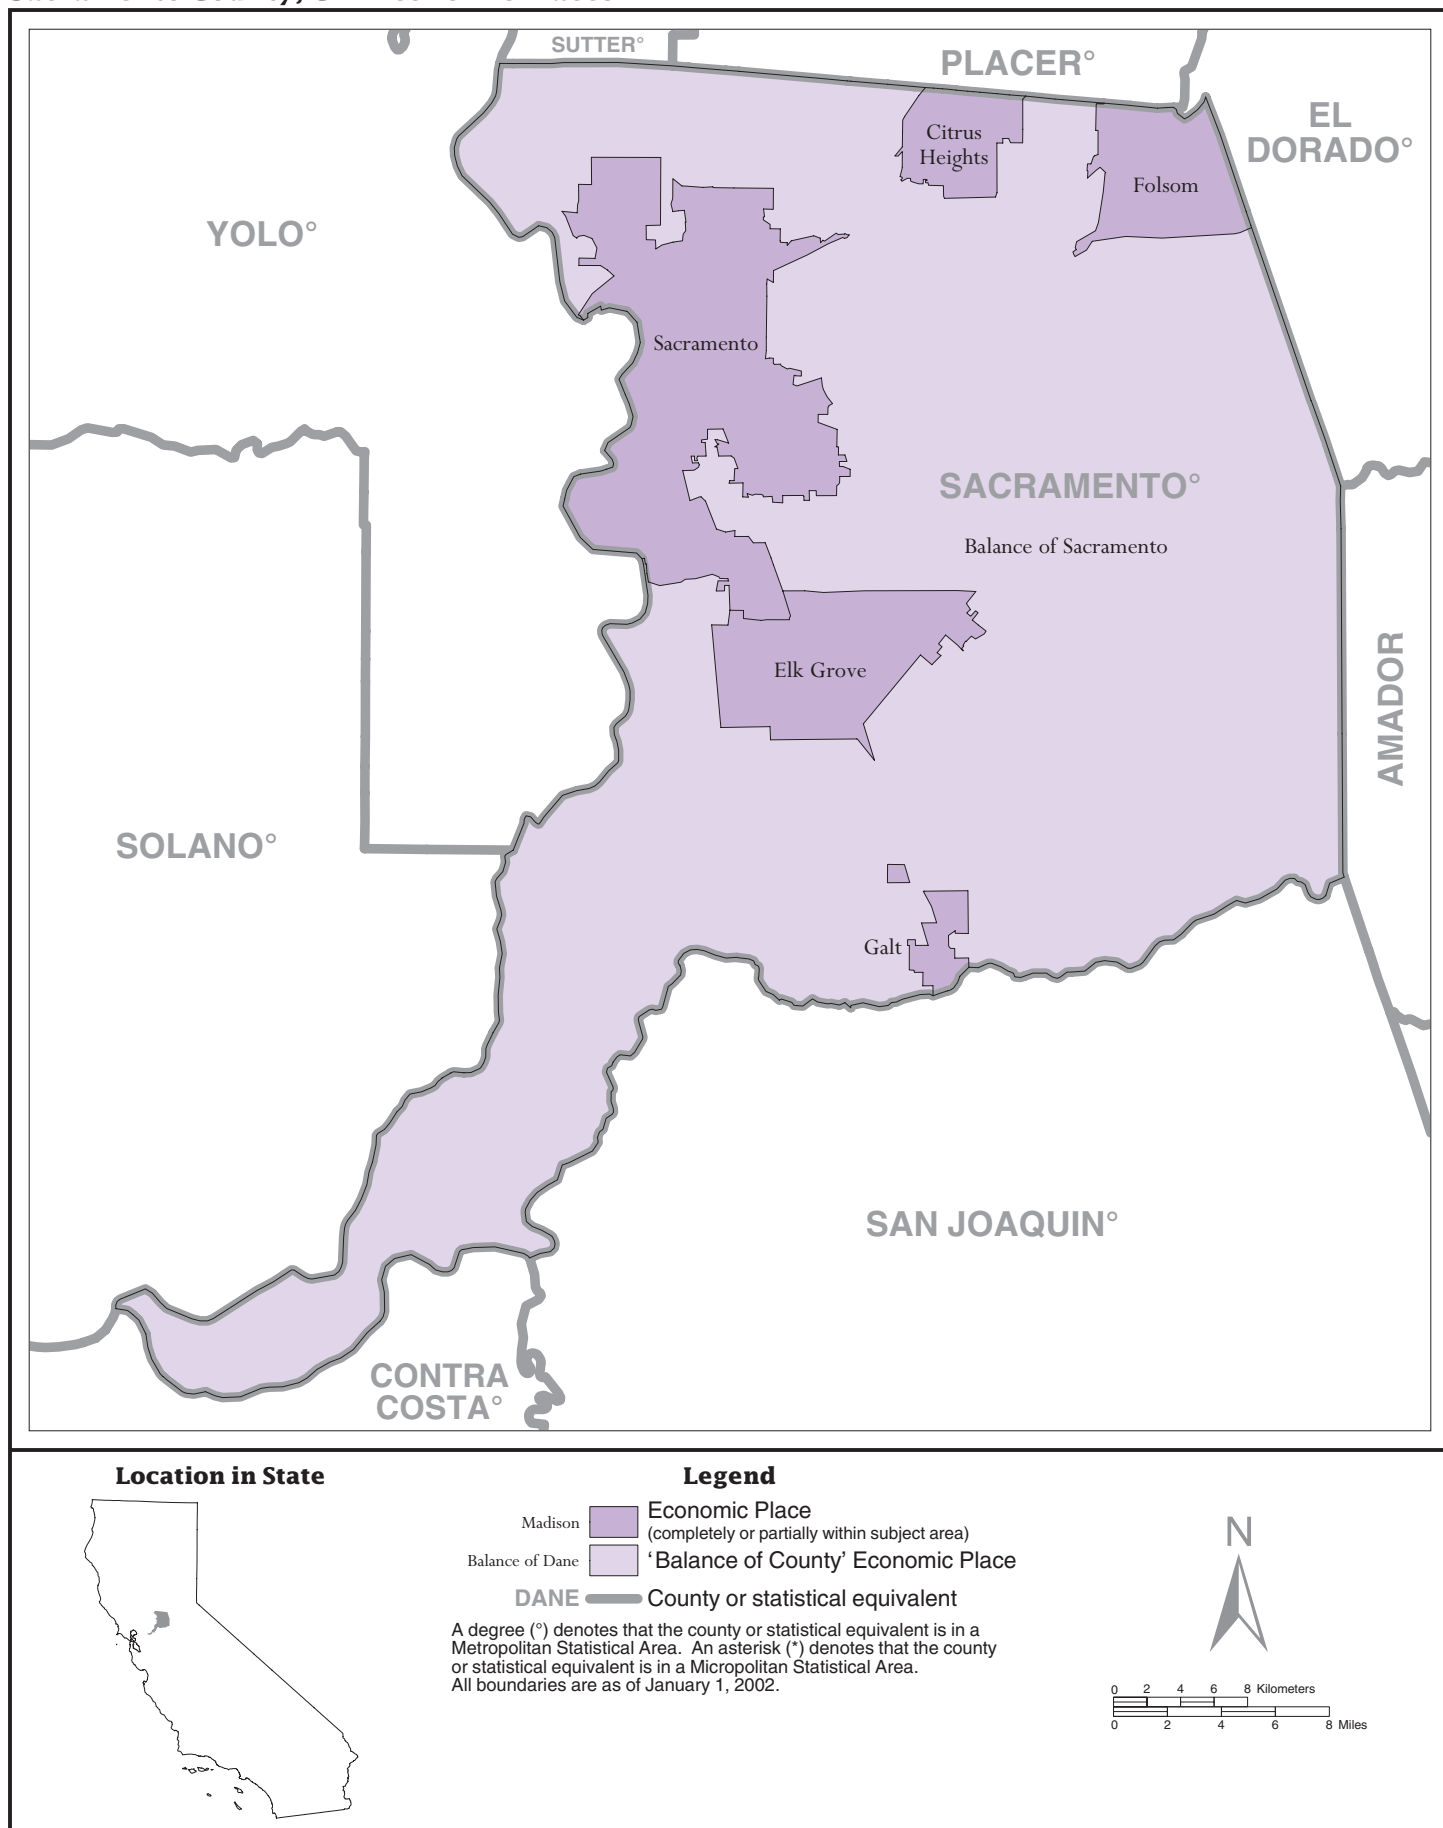 SUTTER°
PLACER°
EL
DORADO°
Citrus
Heights
Folsom
YOLO°
Sacramento
SACRAMENTO°
Balance of Sacramento
Elk Grove
AMADOR
SOLANO°
Galt
SAN JOAQUIN°
CONTRA
COSTA°
Location in State
Legend
Madison
Economic Place
(completely or partially within subject area)
Balance of Dane
‘Balance of County’ Economic Place
DANE
County or statistical equivalent
A degree (°) denotes that the county or statistical equivalent is in a
Metropolitan Statistical Area. An asterisk (*) denotes that the county
or statistical equivalent is in a Micropolitan Statistical Area.
All boundaries are as of January 1, 2002.
N
0 2 4 6 8 Kilometers
0 2 4 6 8 Miles